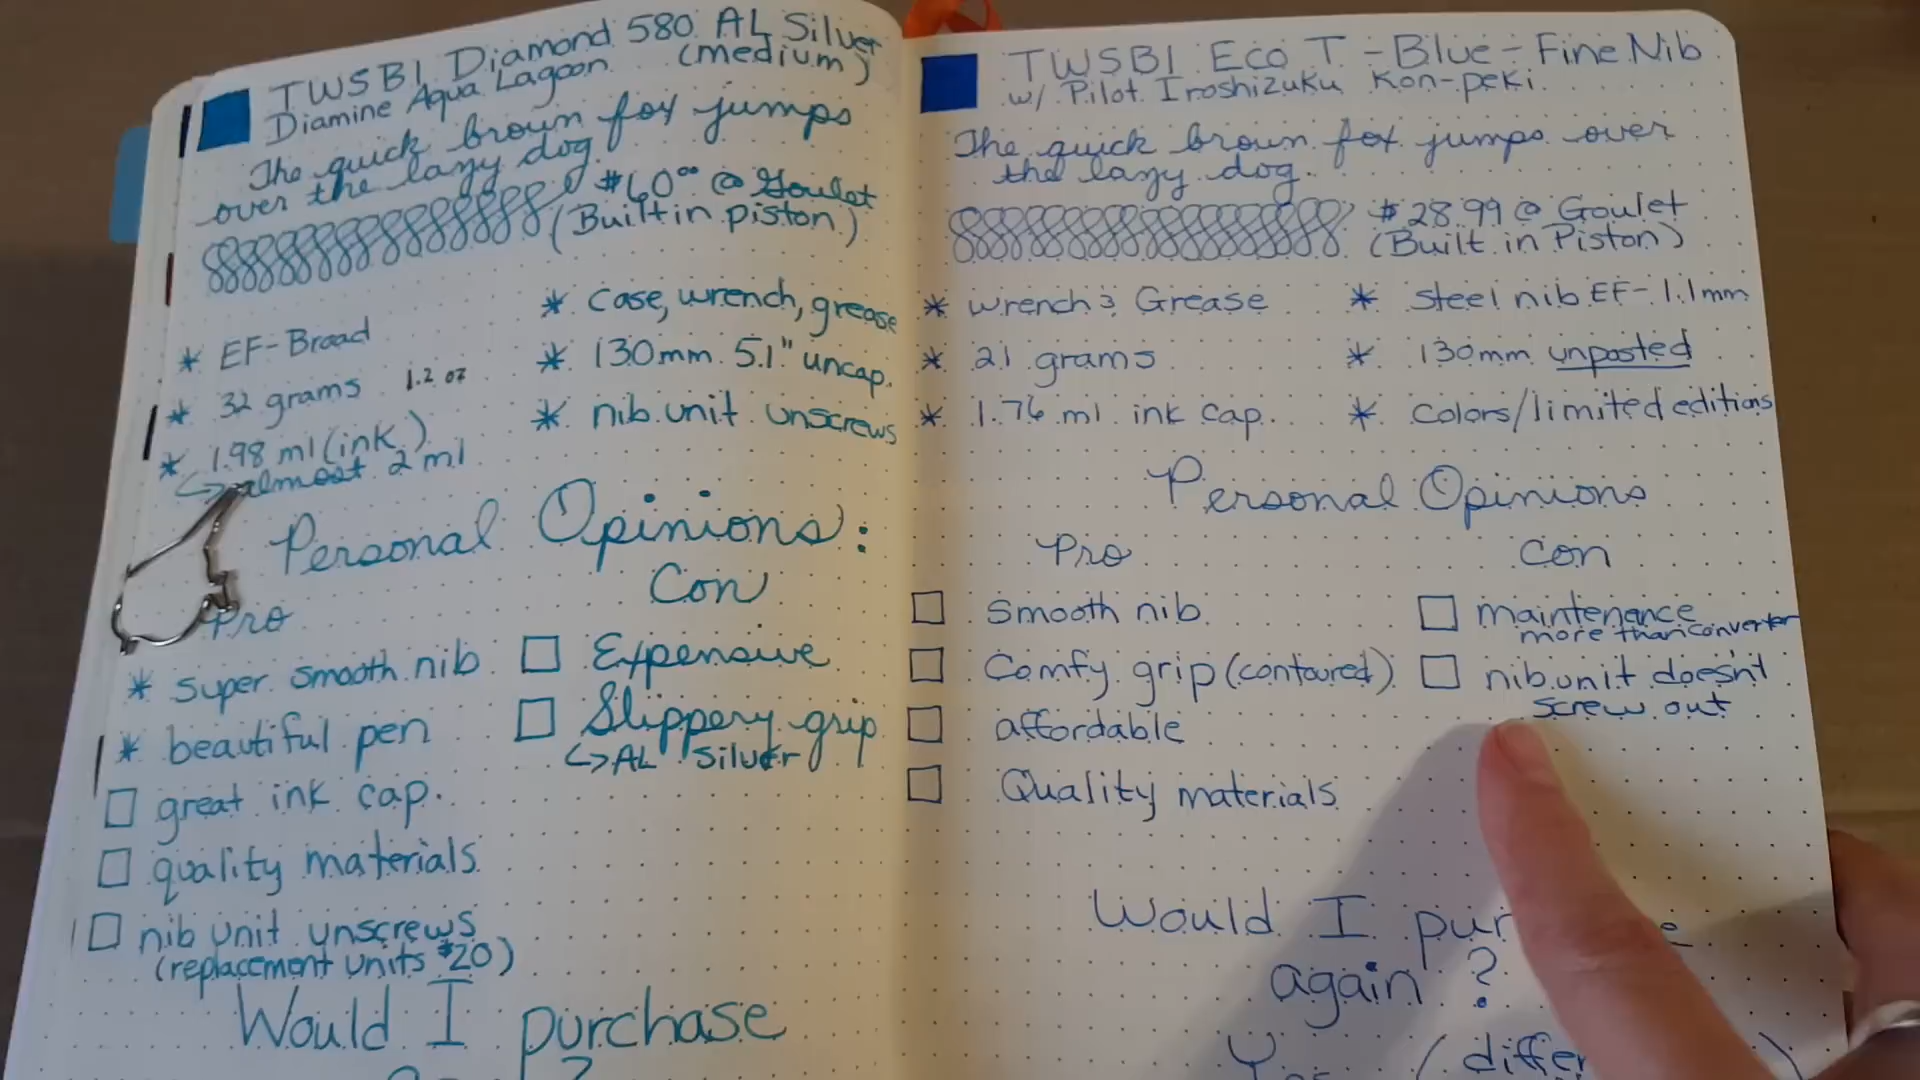 TWSBI Diamond 580 AL Silver
Diamine Aqua Lagoon (medium)
The quick brown fox jumps
over the lazy dog.
$60.00 @ Goulet
(Built in piston)
* EF-Broad
* 32 grams 1.2 oz
* 1.98 ml (ink)
↳ almost 2 ml
* Case, wrench, grease
* 130mm 5.1" uncap.
* nib unit unscrews
Personal Opinions:
Pro
* super smooth nib
* beautiful pen
great ink cap.
quality materials
nib unit unscrews
(replacement units $20)
Con
Expensive
Slippery grip
↳ AL Silver
Would I purchase
TWSBI Eco T - Blue - Fine Nib
w/ Pilot Iroshizuku Kon-peki
The quick brown fox jumps over
the lazy dog.
$28.99 @ Goulet
(Built in Piston)
* wrench & Grease
* 21 grams
* 1.76 ml ink cap.
* steel nib EF-1.1mm
* 130mm unposted
* Colors/limited editions
Personal Opinions
Pro
smooth nib
Comfy grip (contoured)
affordable
Quality materials
Con
maintenance
more than converter
nib unit doesn't
screw out
Would I
again?